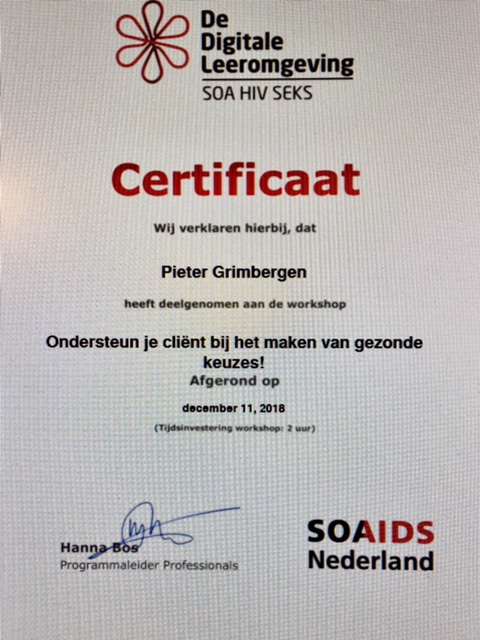 De
Digitale
Leeromgeving
SOA HIV SEKS
Certificaat
Wij verklaren hierbij, dat
Pieter Grimbergen
heeft deelgenomen aan de workshop
Ondersteun je cliënt bij het maken van gezonde
keuzes!
Afgerond op
december 11, 2018
(Tijdsinvestering workshop: 2 uur)
Hanna Bos
Programmaleider Professionals
SOAIDS
Nederland